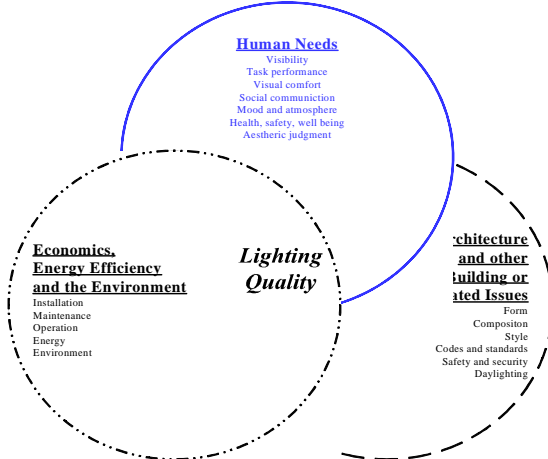 Human Needs
Visibility
Task performance
Visual comfort
Social communiction
Mood and atmosphere
Health, safety, well being
Aestheric judgment
Economics,
Energy Efficiency
and the Environment
Installation
Maintenance
Operation
Energy
Environment
Lighting
Quality
rchitecture
and other
Building or
ated Issues
Form
Compositon
Style
Codes and standards
Safety and security
Daylighting